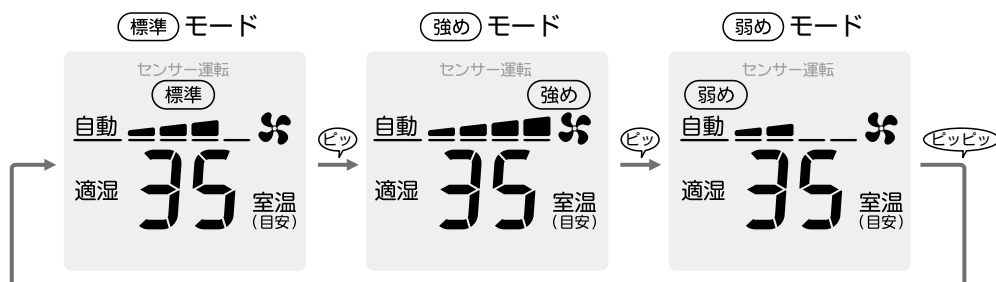 標準 モード
センサー運転
標準
自動
35
適湿
室温
(目安)
ピッ
強め モード
センサー運転
強め
自動
35
適湿
室温
(目安)
ピッ
弱め モード
センサー運転
弱め
自動
35
適湿
室温
(目安)
ピッピッ